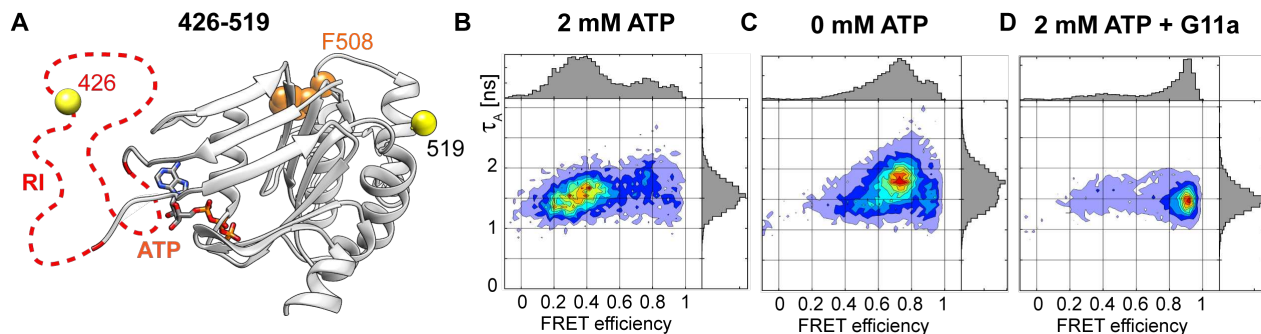 A
426-519
F508
426
519
RI
ATP
B
2 mM ATP
τA [ns]
3
2
1
0
0 0.2 0.4 0.6 0.8 1
FRET efficiency
C
0 mM ATP
0 0.2 0.4 0.6 0.8 1
FRET efficiency
D
2 mM ATP + G11a
0 0.2 0.4 0.6 0.8 1
FRET efficiency